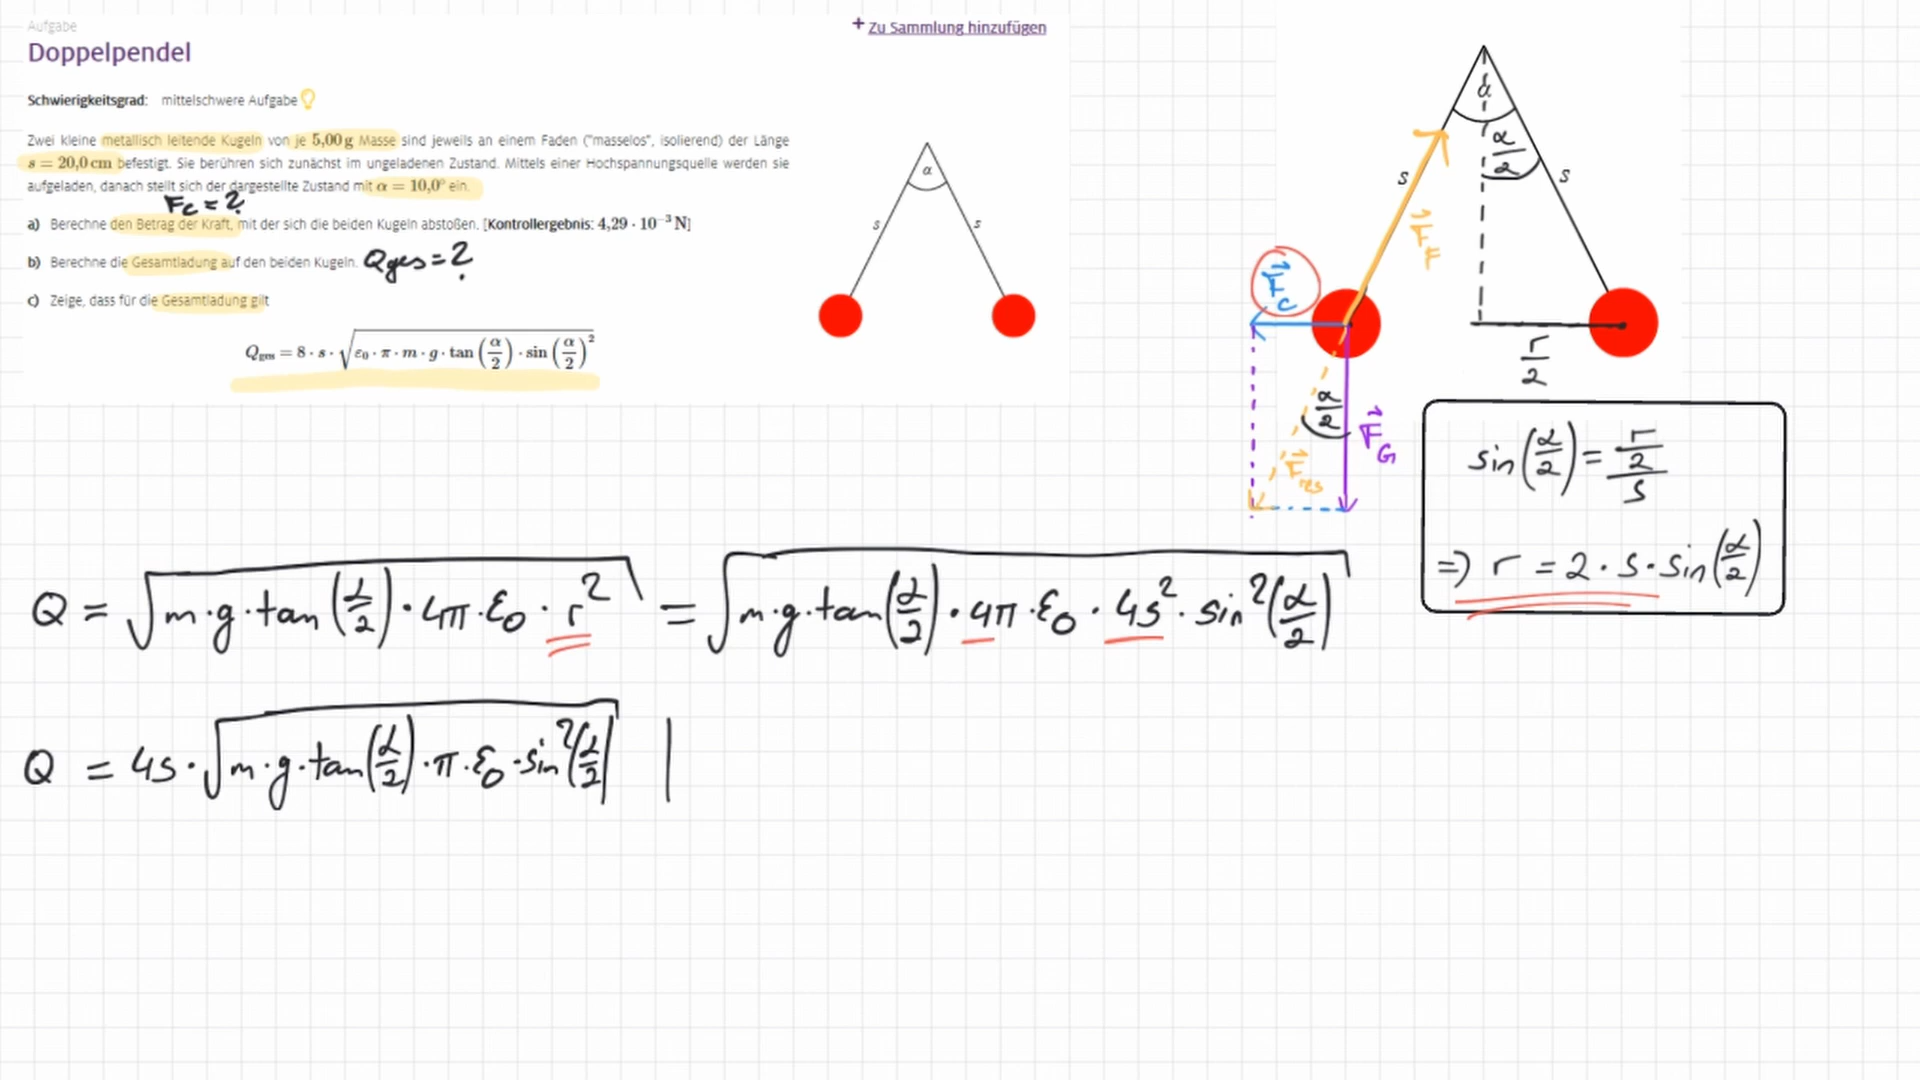 Aufgabe
+ Zu Sammlung hinzufügen
Doppelpendel
Schwierigkeitsgrad: mittelschwere Aufgabe
Zwei kleine metallisch leitende Kugeln von je 5,00 g Masse sind jeweils an einem Faden ("masselos", isolierend) der Länge
s = 20,0 cm befestigt. Sie berühren sich zunächst im ungeladenen Zustand. Mittels einer Hochspannungsquelle werden sie
aufgeladen, danach stellt sich der dargestellte Zustand mit α = 10,0° ein.
F_C = ?
a) Berechne den Betrag der Kraft, mit der sich die beiden Kugeln abstoßen. [Kontrollergebnis: 4,29 · 10⁻³ N]
b) Berechne die Gesamtladung auf den beiden Kugeln. Qges = ?
c) Zeige, dass für die Gesamtladung gilt
Q_ges = 8 · s · √(ε₀ · π · m · g · tan(α/2) · sin(α/2)²)
α
s s
α
α/2
s s
F⃗_H
F⃗_C
r/2
α/2
F⃗_G
F⃗_res
sin(α/2) = (r/2)/s
⇒ r = 2 · s · sin(α/2)
Q = √(m · g · tan(α/2) · 4π · ε₀ · r²) = √(m · g · tan(α/2) · 4π · ε₀ · 4s² · sin²(α/2))
Q = 4s · √(m · g · tan(α/2) · π · ε₀ · sin²(α/2)) |